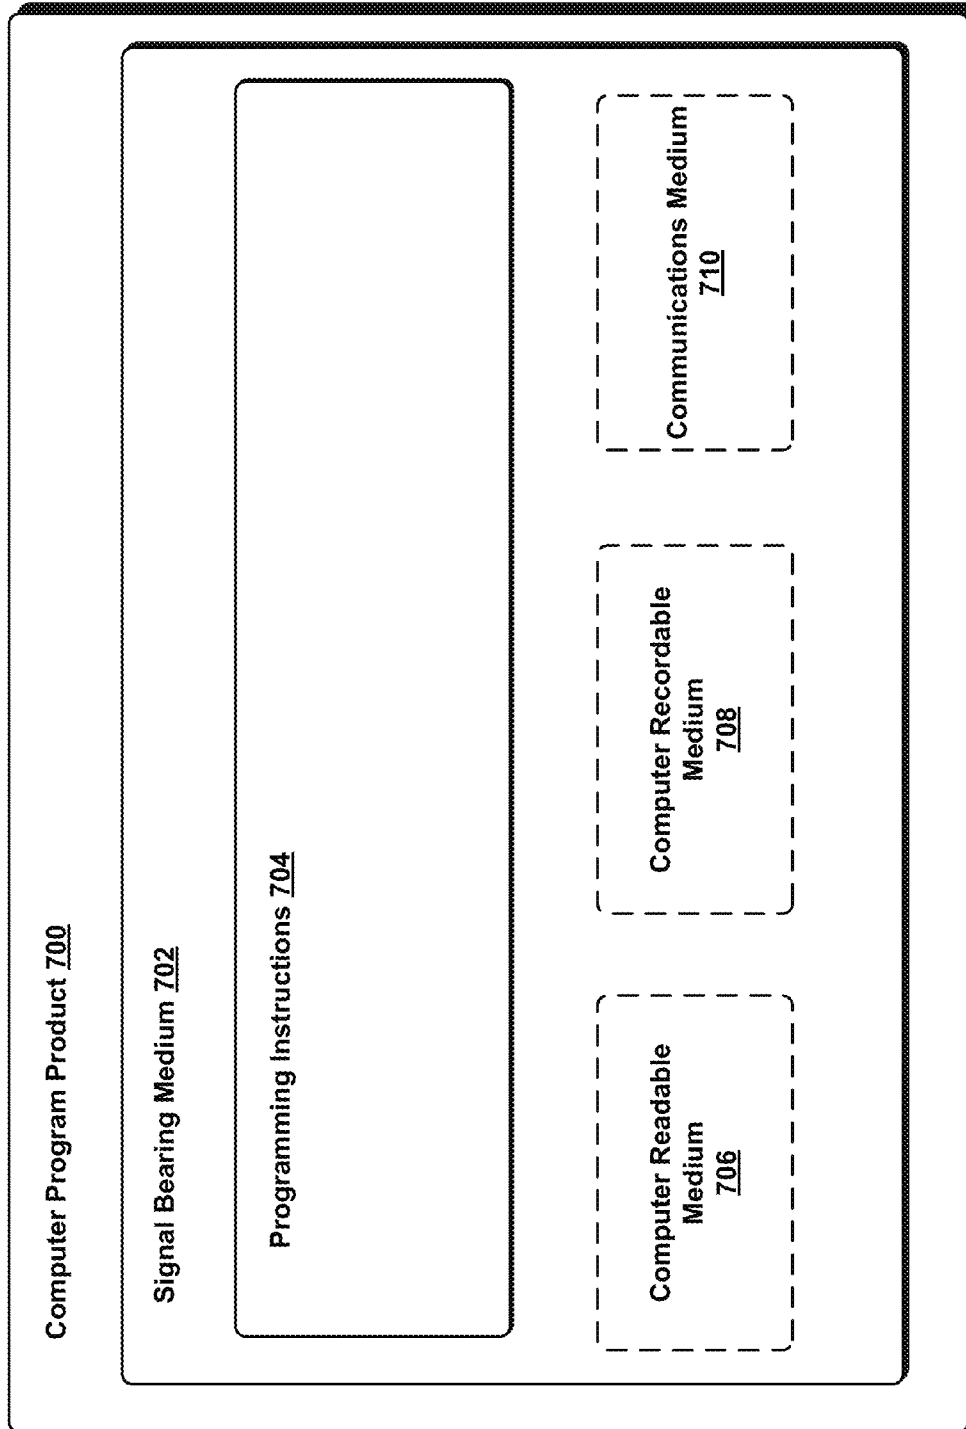 Computer Program Product 700
Signal Bearing Medium 702
Programming Instructions 704
Computer Readable
Medium
706
Computer Recordable
Medium
708
Communications Medium
710